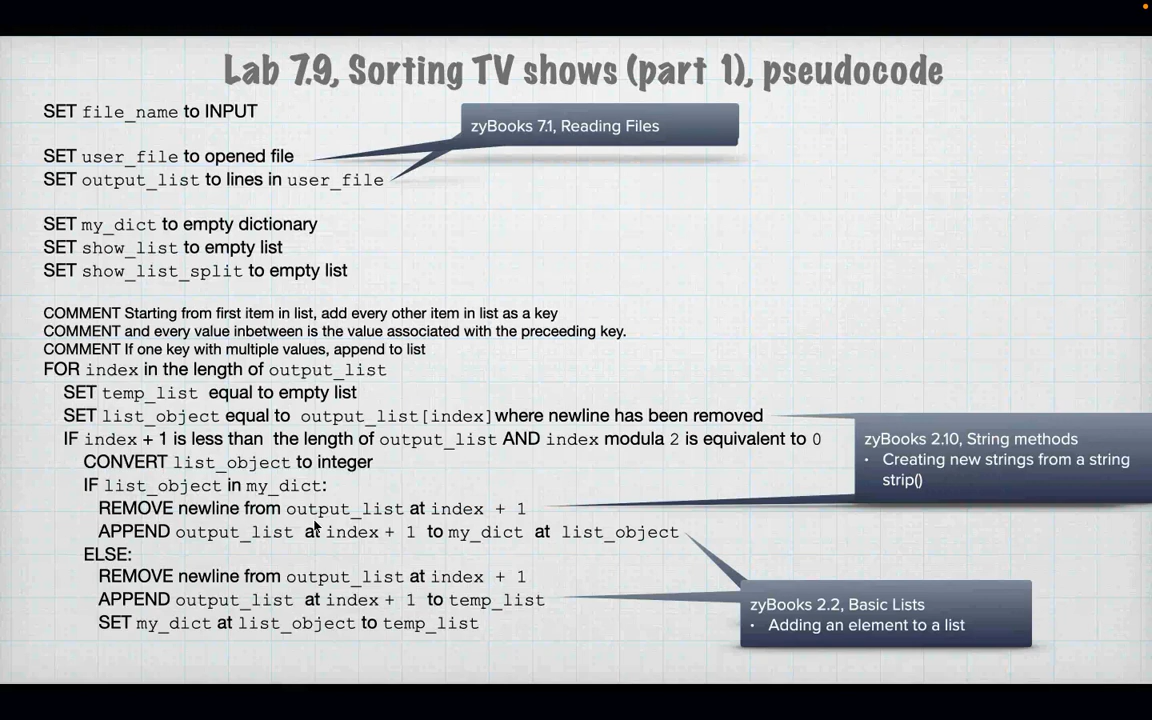 Lab 7.9, Sorting TV shows (part 1), pseudocode
SET file_name to INPUT
zyBooks 7.1, Reading Files
SET user_file to opened file
SET output_list to lines in user_file
SET my_dict to empty dictionary
SET show_list to empty list
SET show_list_split to empty list
COMMENT Starting from first item in list, add every other item in list as a key
COMMENT and every value inbetween is the value associated with the preceeding key.
COMMENT If one key with multiple values, append to list
FOR index in the length of output_list
SET temp_list equal to empty list
SET list_object equal to output_list[index] where newline has been removed
IF index + 1 is less than the length of output_list AND index modula 2 is equivalent to 0
zyBooks 2.10, String methods
• Creating new strings from a string
strip()
CONVERT list_object to integer
IF list_object in my_dict:
REMOVE newline from output_list at index + 1
APPEND output_list at index + 1 to my_dict at list_object
ELSE:
REMOVE newline from output_list at index + 1
APPEND output_list at index + 1 to temp_list
SET my_dict at list_object to temp_list
zyBooks 2.2, Basic Lists
• Adding an element to a list